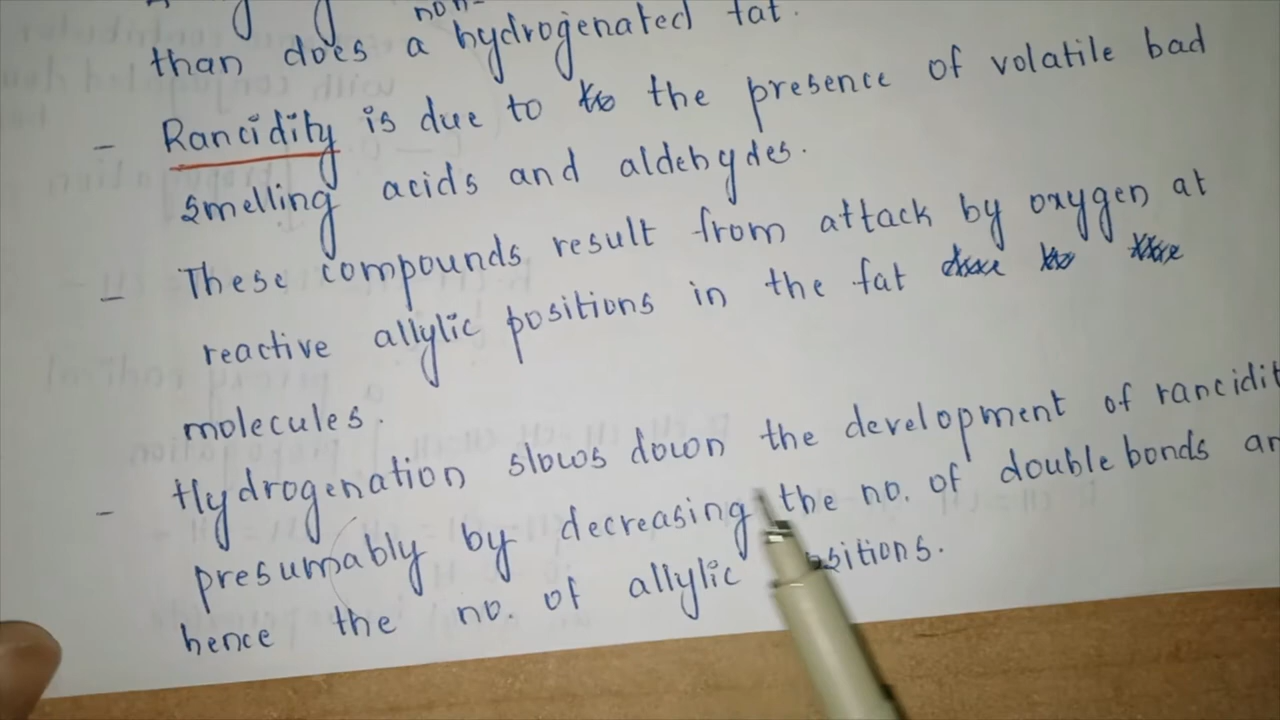 non-
than does a hydrogenated fat.
- Rancidity is due to the presence of volatile bad
smelling acids and aldehydes.
- These compounds result from attack by oxygen at
reactive allylic positions in the fat
molecules.
- Hydrogenation slows down the development of
presumably by decreasing the no. of double bonds
hence the no. of allylic